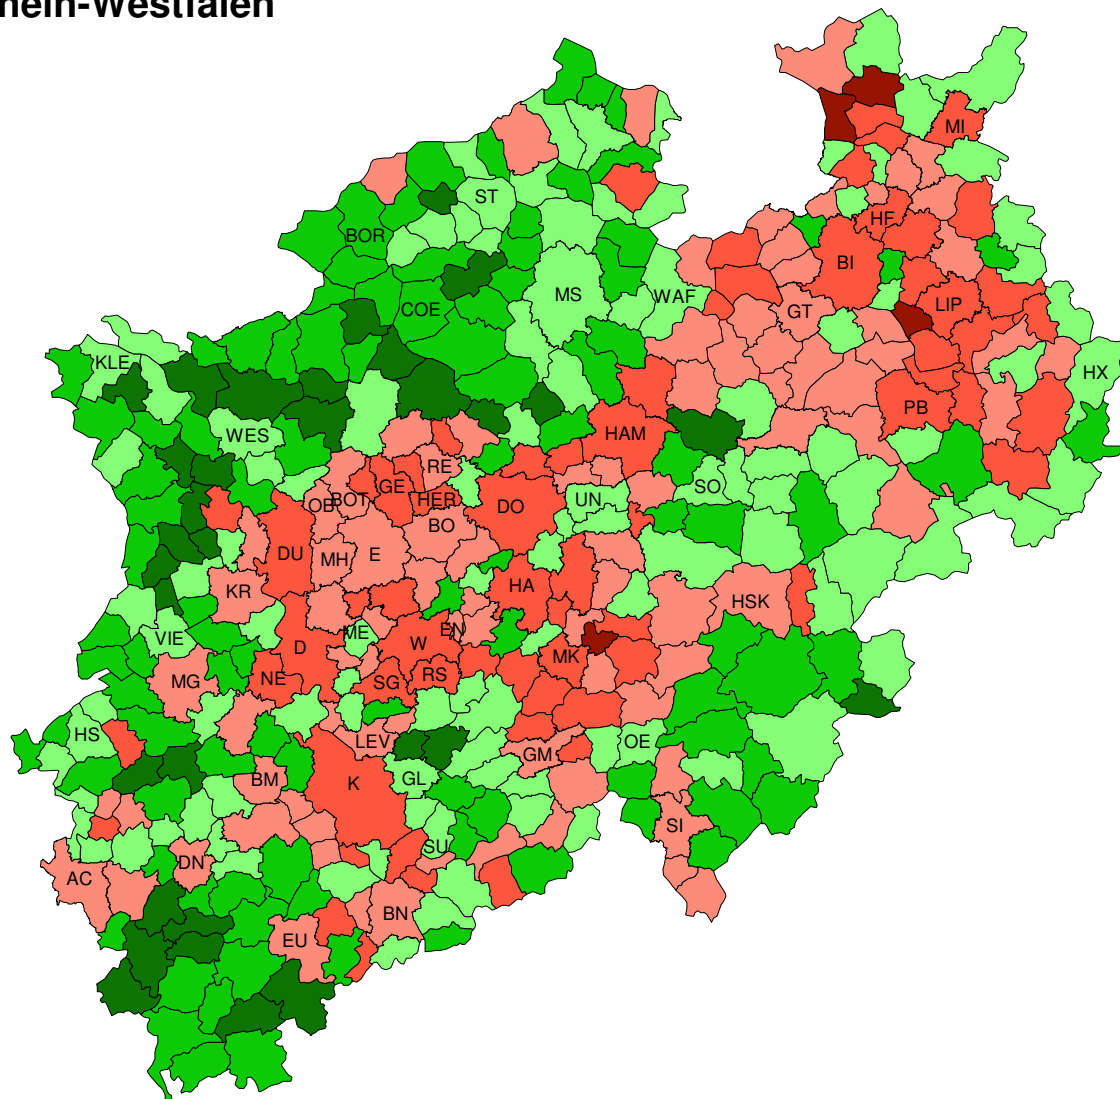 hein-Westfalen
MI
ST
HF
BOR
BI
MS
WAF
COE
LIP
GT
KLE
HX
PB
WES
HAM
RE
GE
SO
BOT
HER
UN
OB
DO
BO
DU
MH
E
HA
KR
HSK
VIE
ME
EN
W
D
MK
RS
NE
SG
MG
HS
LEV
OE
GM
BM
GL
K
SI
SU
DN
AC
BN
EU